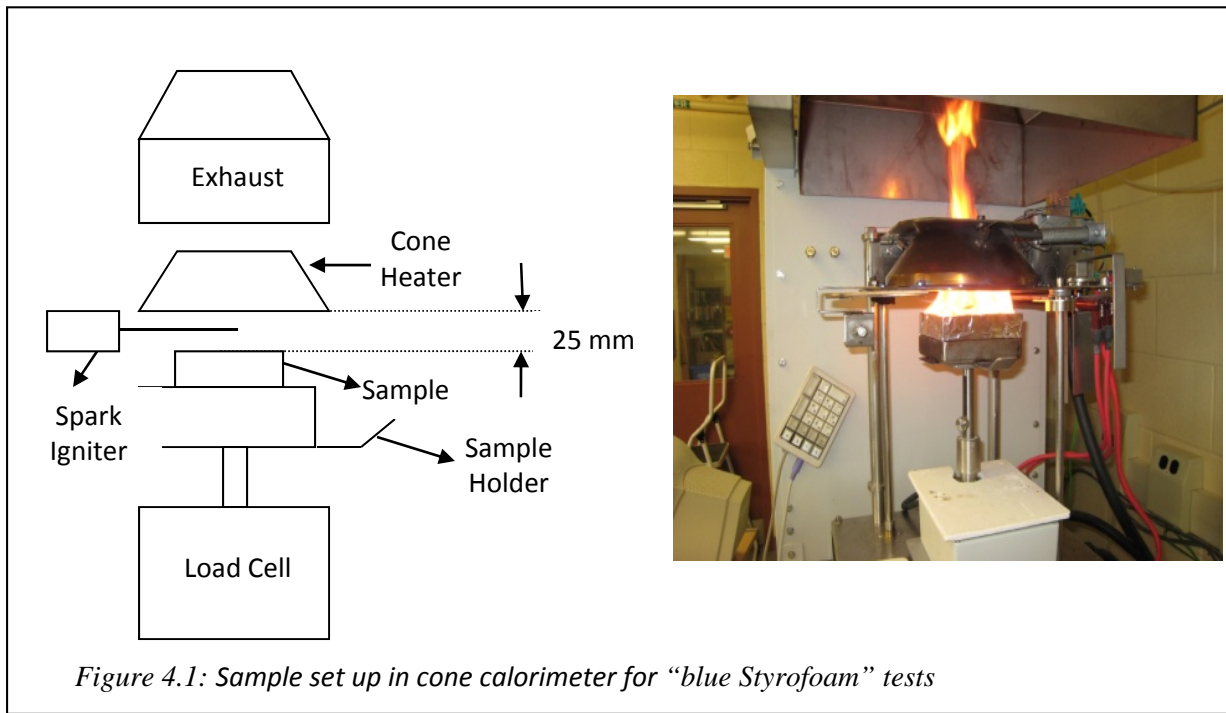 Exhaust
Cone
Heater
25 mm
Sample
Spark
Igniter
Sample
Holder
Load Cell
Figure 4.1: Sample set up in cone calorimeter for “blue Styrofoam” tests